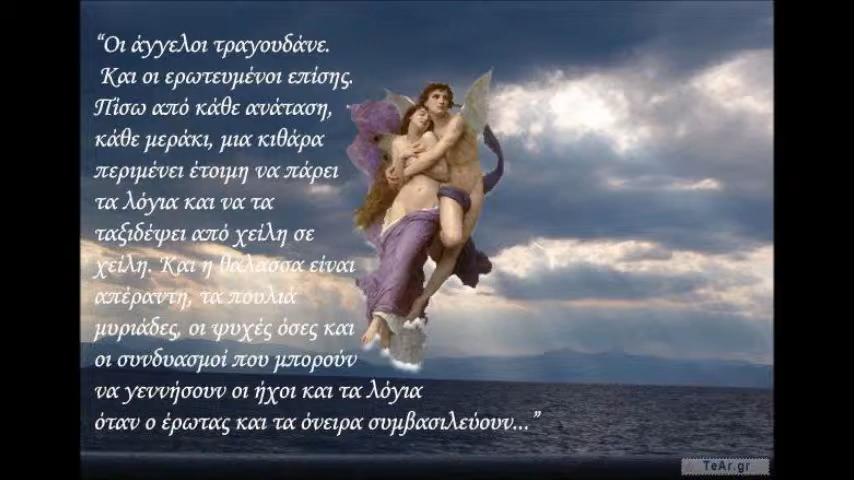 “Οι άγγελοι τραγουδάνε.
Και οι ερωτευμένοι επίσης.
Πίσω από κάθε ανάταση,
κάθε μεράκι, μια κιθάρα
περιμένει έτοιμη να πάρει
τα λόγια και να τα
ταξιδέψει από χείλη σε
χείλη. Και η θάλασσα είναι
απέραντη, τα πουλιά
μυριάδες, οι ψυχές όσες και
οι συνδυασμοί που μπορούν
να γεννήσουν οι ήχοι και τα λόγια
όταν ο έρωτας και τα όνειρα συμβασιλεύουν...”
TeAr.gr